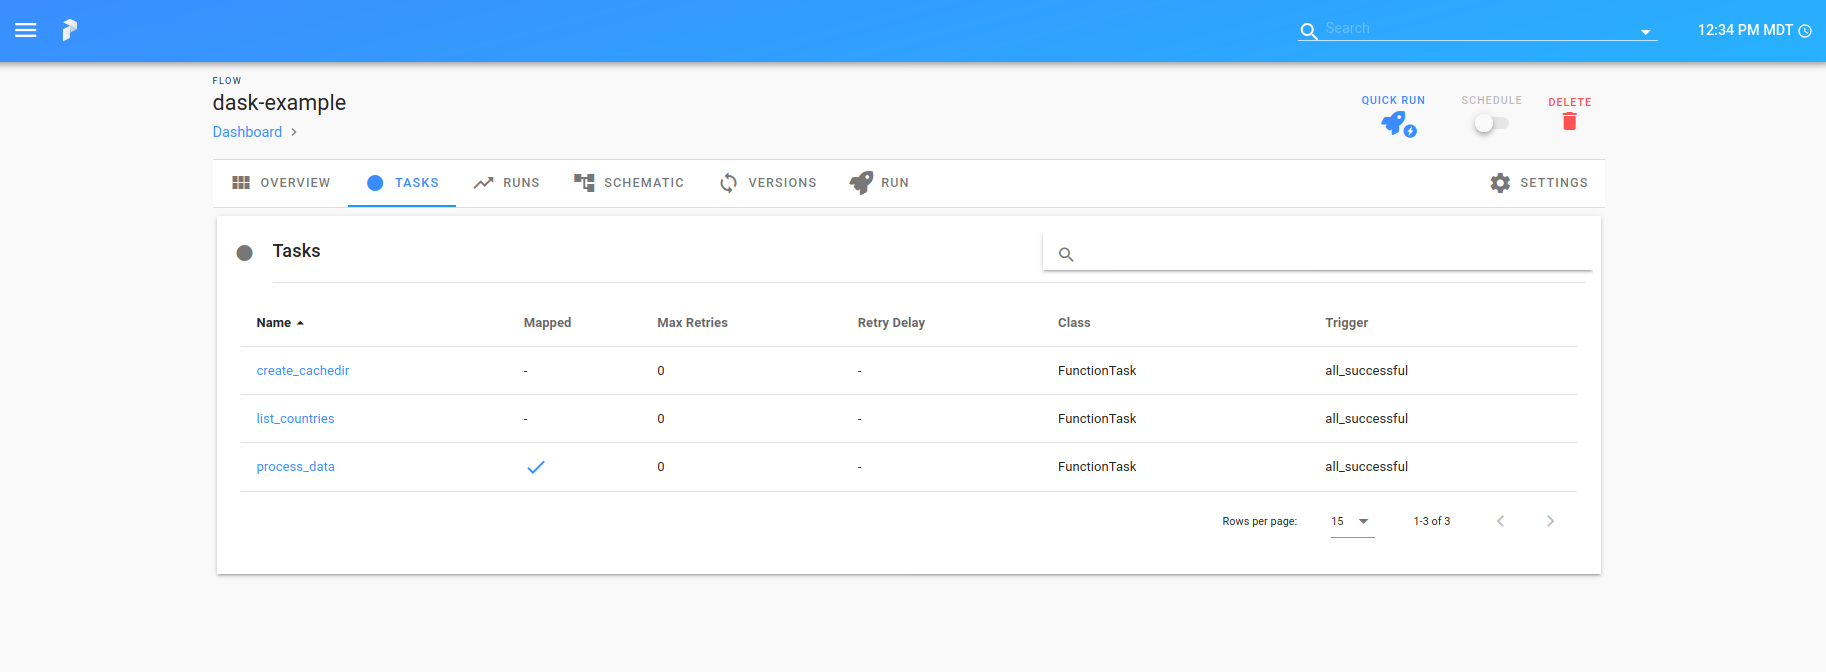 Search
12:34 PM MDT
FLOW
dask-example
Dashboard
QUICK RUN
SCHEDULE
DELETE
OVERVIEW TASKS RUNS SCHEMATIC VERSIONS RUN SETTINGS
Tasks
Name Mapped Max Retries Retry Delay Class Trigger
create_cachedir - 0 - FunctionTask all_successful
list_countries - 0 - FunctionTask all_successful
process_data 0 - FunctionTask all_successful
Rows per page: 15 1-3 of 3